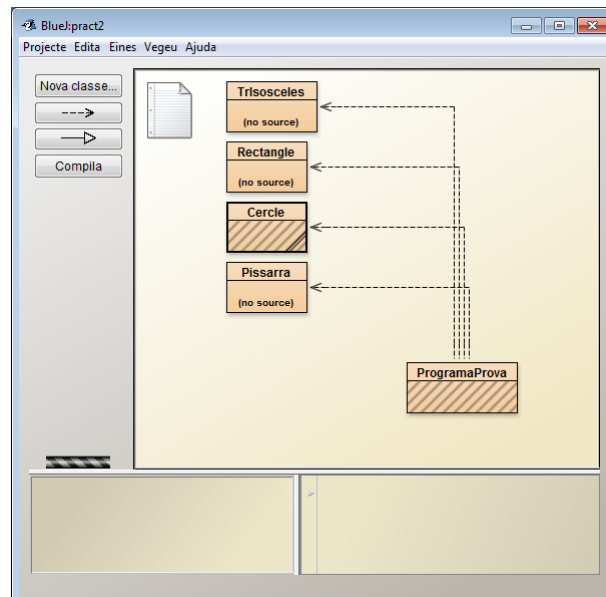 BlueJ:pract2
Projecte Edita Eines Vegeu Ajuda
Nova classe...
Compila
TrIsosceles
(no source)
Rectangle
(no source)
Cercle
Pissarra
(no source)
ProgramaProva